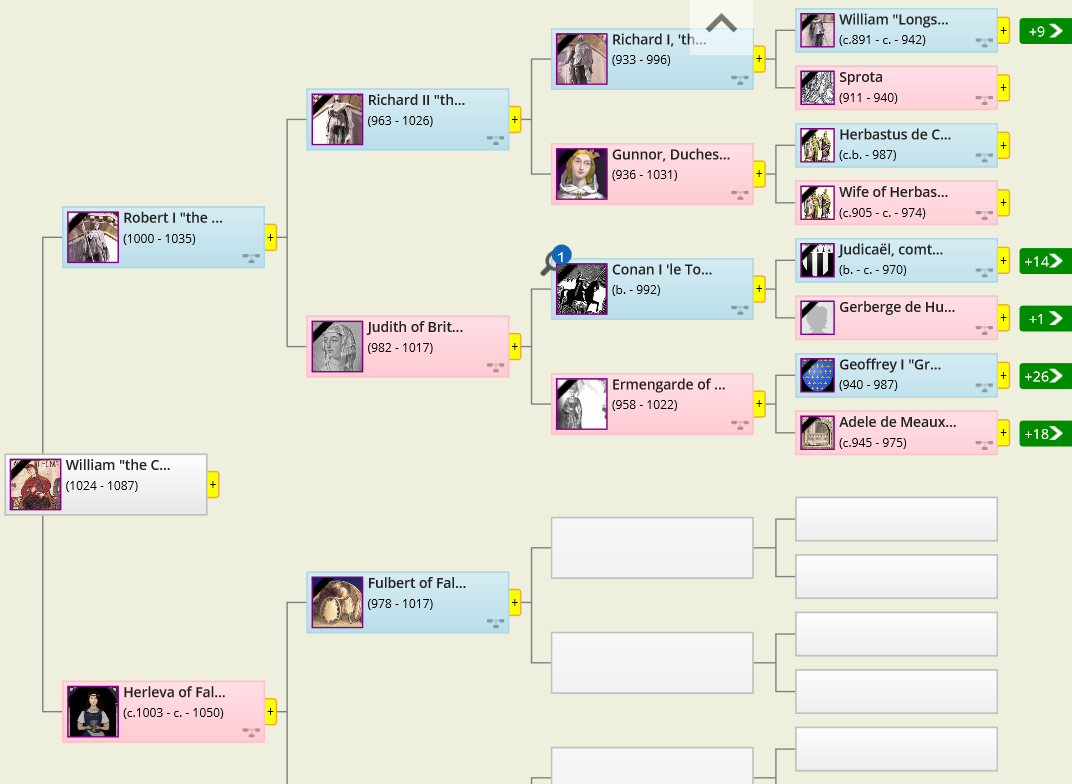 William "Longs...
(c.891 - c. - 942)
+
+9
Sprota
(911 - 940)
+
Richard I, 'th...
(933 - 996)
+
Richard II "th...
(963 - 1026)
+
Herbastus de C...
(c.b. - 987)
+
Gunnor, Duches...
(936 - 1031)
+
Wife of Herbas...
(c.905 - c. - 974)
+
Robert I "the ...
(1000 - 1035)
+
Judicaël, comt...
(b. - c. - 970)
+
+14
1
Conan I 'le To...
(b. - 992)
+
Gerberge de Hu...
+
+1
Judith of Brit...
(982 - 1017)
+
Geoffrey I "Gr...
(940 - 987)
+
+26
Ermengarde of ...
(958 - 1022)
+
Adele de Meaux...
(c.945 - 975)
+
+18
William "the C...
(1024 - 1087)
+
Fulbert of Fal...
(978 - 1017)
+
Herleva of Fal...
(c.1003 - c. - 1050)
+